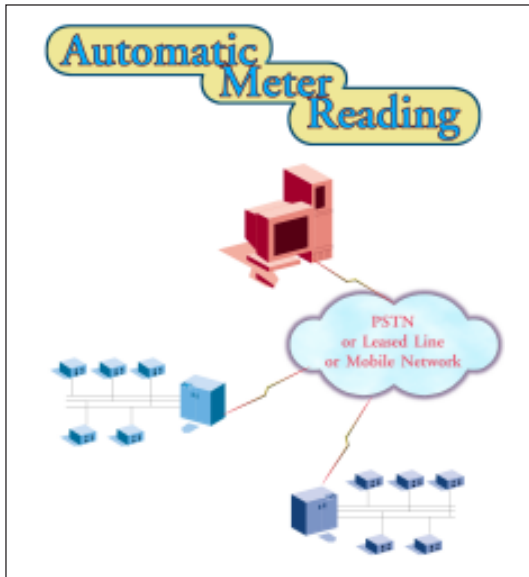 Automatic
Meter
Reading
PSTN
or Leased Line
or Mobile Network